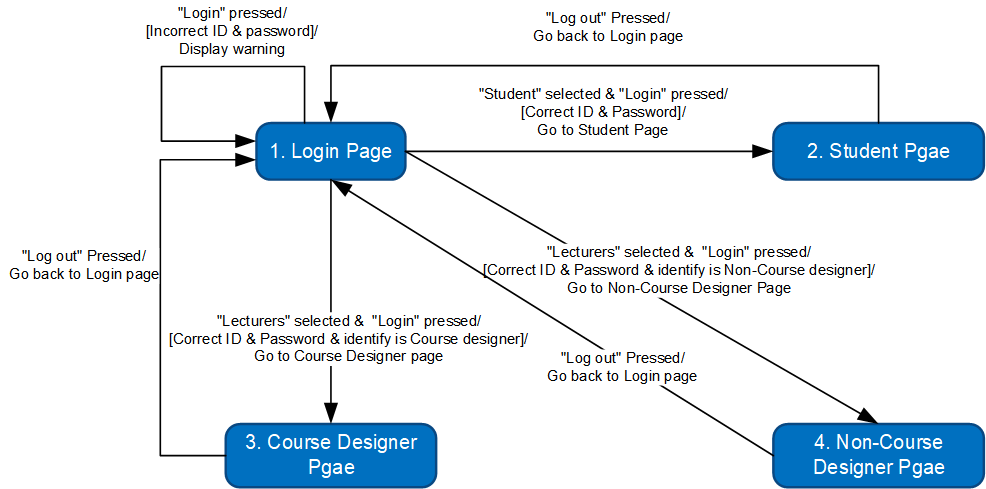 "Login" pressed/
[Incorrect ID & password]/
Display warning
"Log out" Pressed/
Go back to Login page
"Student" selected & "Login" pressed/
[Correct ID & Password]/
Go to Student Page
1. Login Page
2. Student Pgae
"Log out" Pressed/
Go back to Login page
"Lecturers" selected &  "Login" pressed/
[Correct ID & Password & identify is Non-Course designer]/
Go to Non-Course Designer Page
"Lecturers" selected &  "Login" pressed/
[Correct ID & Password & identify is Course designer]/
Go to Course Designer page
"Log out" Pressed/
Go back to Login page
3. Course Designer
Pgae
4. Non-Course
Designer Pgae